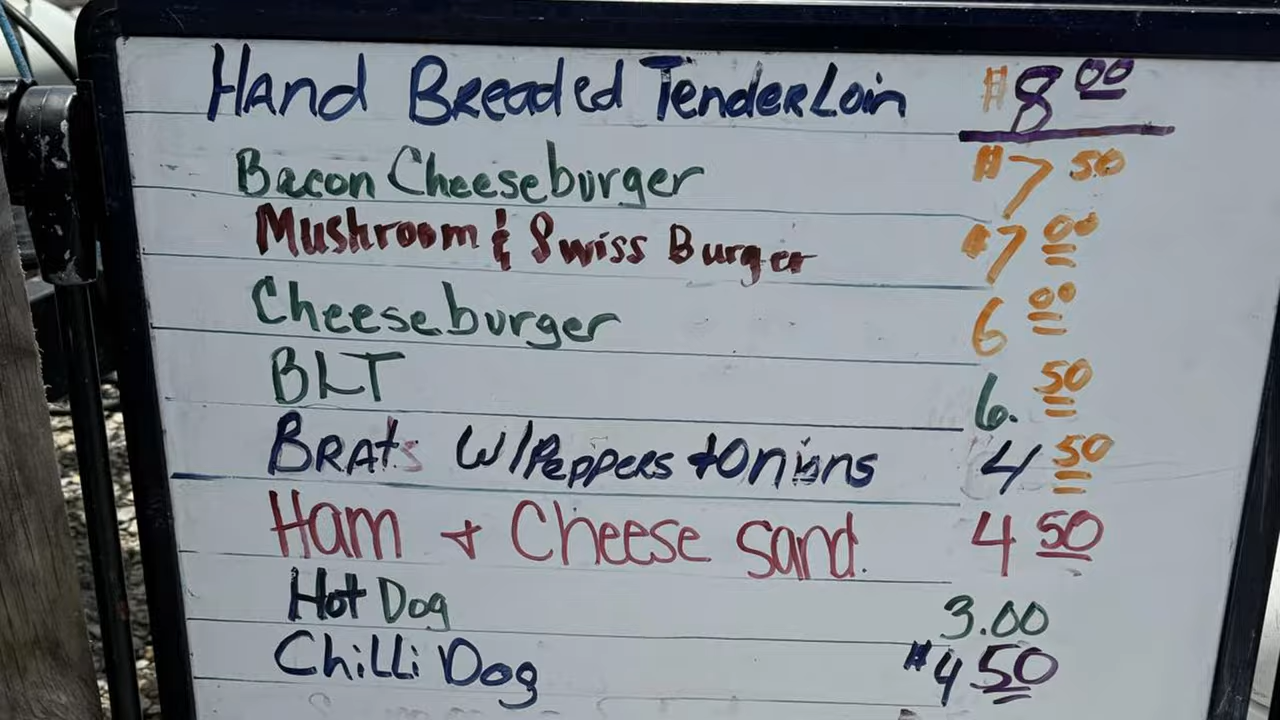 Hand Breaded Tenderloin $8 00
Bacon Cheeseburger $7 50
Mushroom & Swiss Burger $7 00
Cheeseburger 6 00
BLT 6. 50
Brats w/Peppers + Onions 4 50
Ham + Cheese Sand. 4 50
Hot Dog 3.00
Chilli Dog $4 50